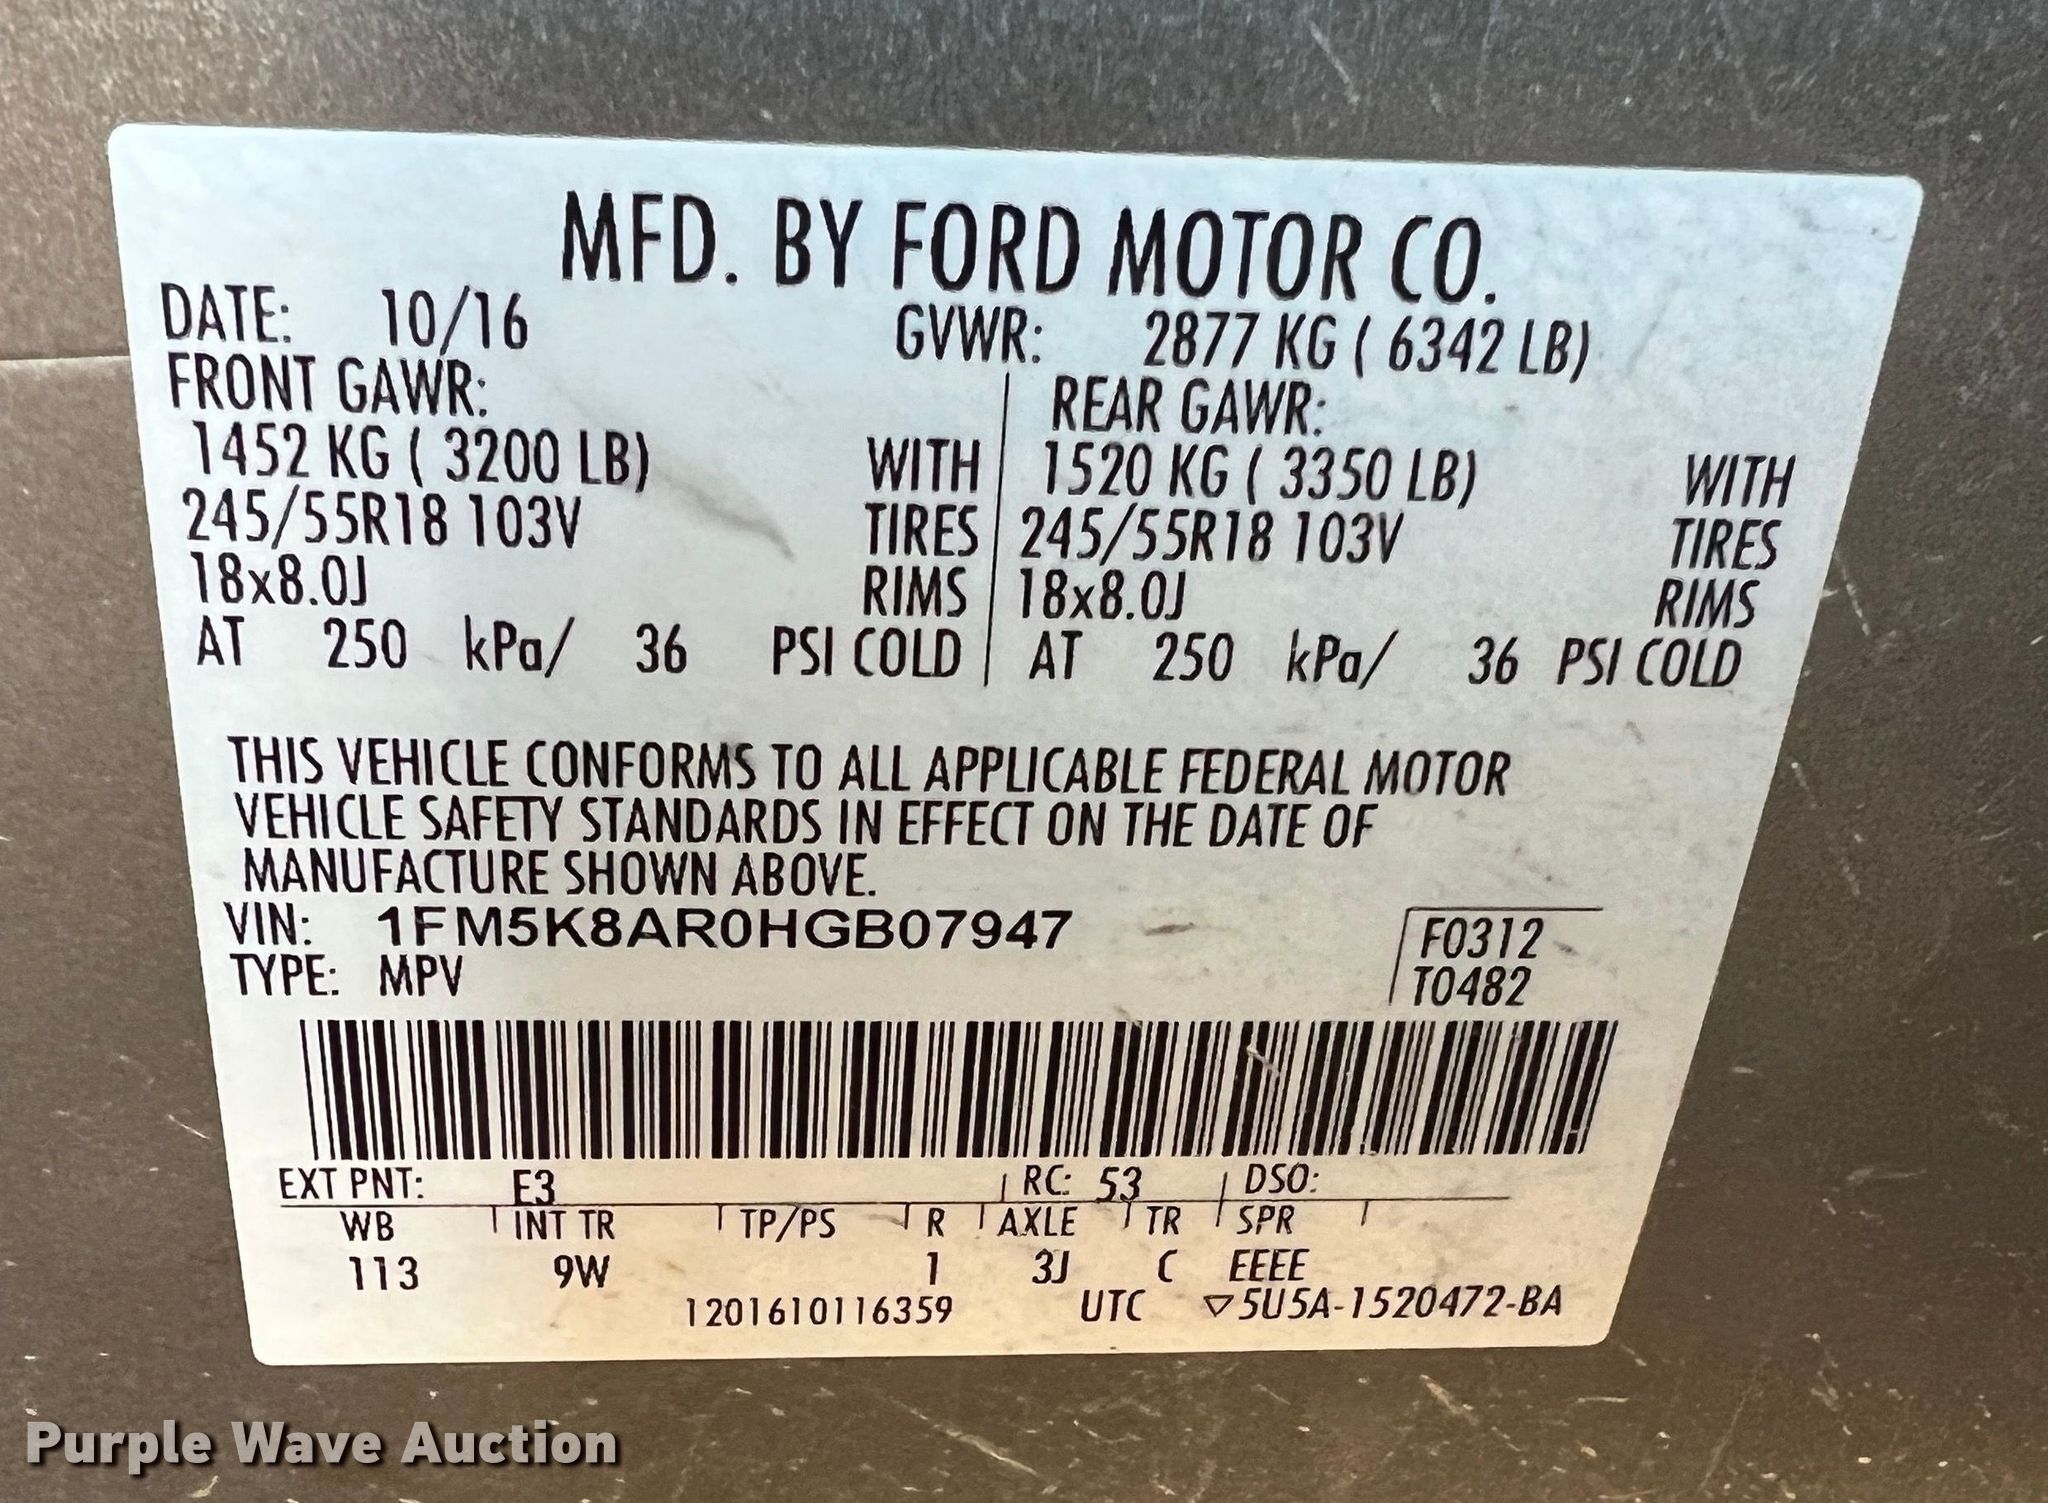 MFD. BY FORD MOTOR CO.
DATE: 10/16 GVWR: 2877 KG ( 6342 LB)
FRONT GAWR: REAR GAWR:
1452 KG ( 3200 LB) WITH 1520 KG ( 3350 LB) WITH
245/55R18 103V TIRES 245/55R18 103V TIRES
18x8.0J RIMS 18x8.0J RIMS
AT 250 kPa/ 36 PSI COLD AT 250 kPa/ 36 PSI COLD
THIS VEHICLE CONFORMS TO ALL APPLICABLE FEDERAL MOTOR
VEHICLE SAFETY STANDARDS IN EFFECT ON THE DATE OF
MANUFACTURE SHOWN ABOVE.
VIN: 1FM5K8AR0HGB07947 F0312
TYPE: MPV T0482
EXT PNT: E3 RC: 53 DSO:
WB INT TR TP/PS R AXLE TR SPR
113 9W 1 3J C EEEE
1201610116359 UTC ▽5U5A-1520472-BA
Purple Wave Auction